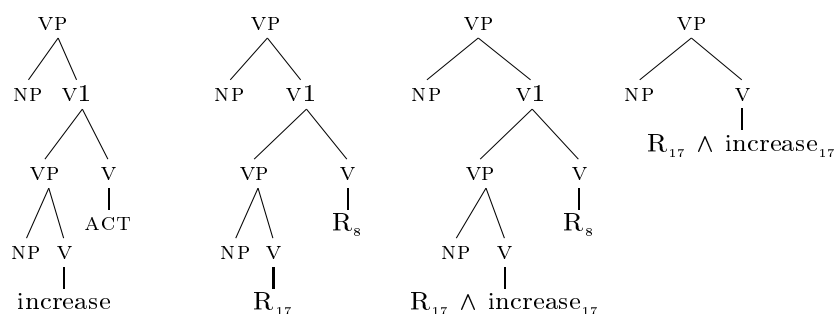 VP VP VP VP
NP V1 NP V1 NP V1 NP V
R₁₇ ∧ increase₁₇
VP V VP V VP V
ACT R₈ R₈
NP V NP V NP V
increase R₁₇ R₁₇ ∧ increase₁₇